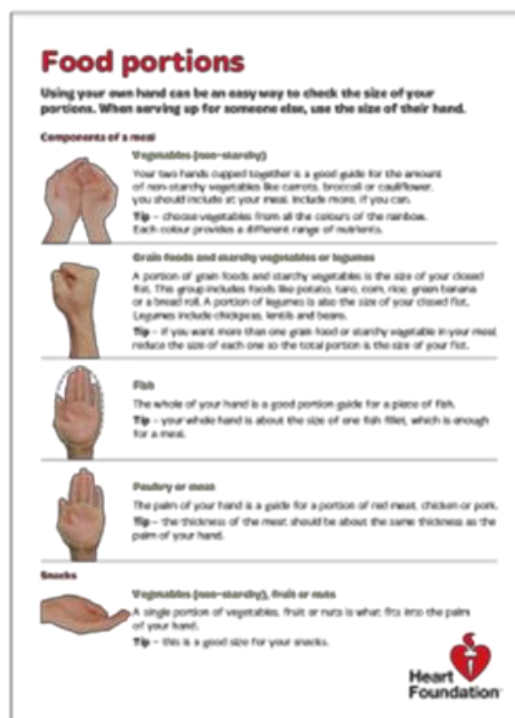 Food portions
Using your own hand can be an easy way to check the size of your
portions. When serving up for someone else, use the size of their hand.
Components of a meal
Vegetables (non-starchy)
Your two hands cupped together is a good guide for the amount
of non-starchy vegetables like carrots, broccoli or cauliflower,
you should include at your meal. Include more, if you can.
Tip – choose vegetables from all the colours of the rainbow.
Each colour provides a different range of nutrients.
Grain foods and starchy vegetables or legumes
A portion of grain foods and starchy vegetables is the size of your closed
fist. This group includes foods like potato, taro, corn, rice, green banana
or a bread roll. A portion of legumes is also the size of your closed fist.
Legumes include chickpeas, lentils and beans.
Tip – if you want more than one grain food or starchy vegetable in your meal
reduce the size of each one so the total portion is the size of your fist.
Fish
The whole of your hand is a good portion guide for a piece of fish.
Tip – your whole hand is about the size of one fish fillet, which is enough
for a meal.
Poultry or meat
The palm of your hand is a guide for a portion of red meat, chicken or pork.
Tip – the thickness of the meat should be about the same thickness as the
palm of your hand.
Snacks
Vegetables (non-starchy), fruit or nuts
A single portion of vegetables, fruit or nuts is what fits into the palm
of your hand.
Tip – this is a good size for your snacks.
Heart
Foundation